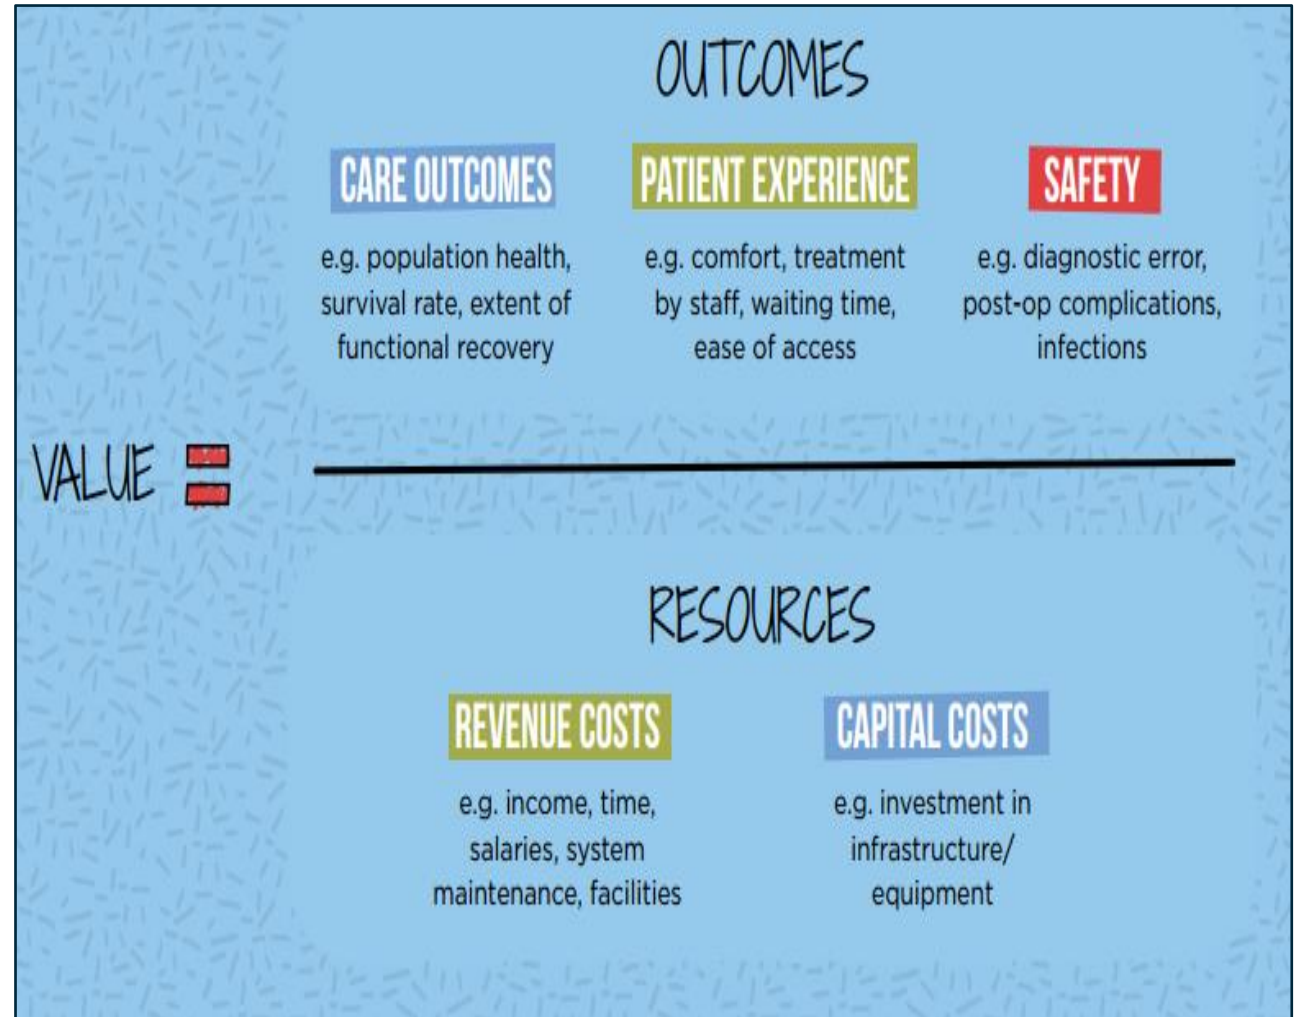 OUTCOMES
CARE OUTCOMES
e.g. population health,
survival rate, extent of
functional recovery
PATIENT EXPERIENCE
e.g. comfort, treatment
by staff, waiting time,
ease of access
SAFETY
e.g. diagnostic error,
post-op complications,
infections
VALUE =
RESOURCES
REVENUE COSTS
e.g. income, time,
salaries, system
maintenance, facilities
CAPITAL COSTS
e.g. investment in
infrastructure/
equipment